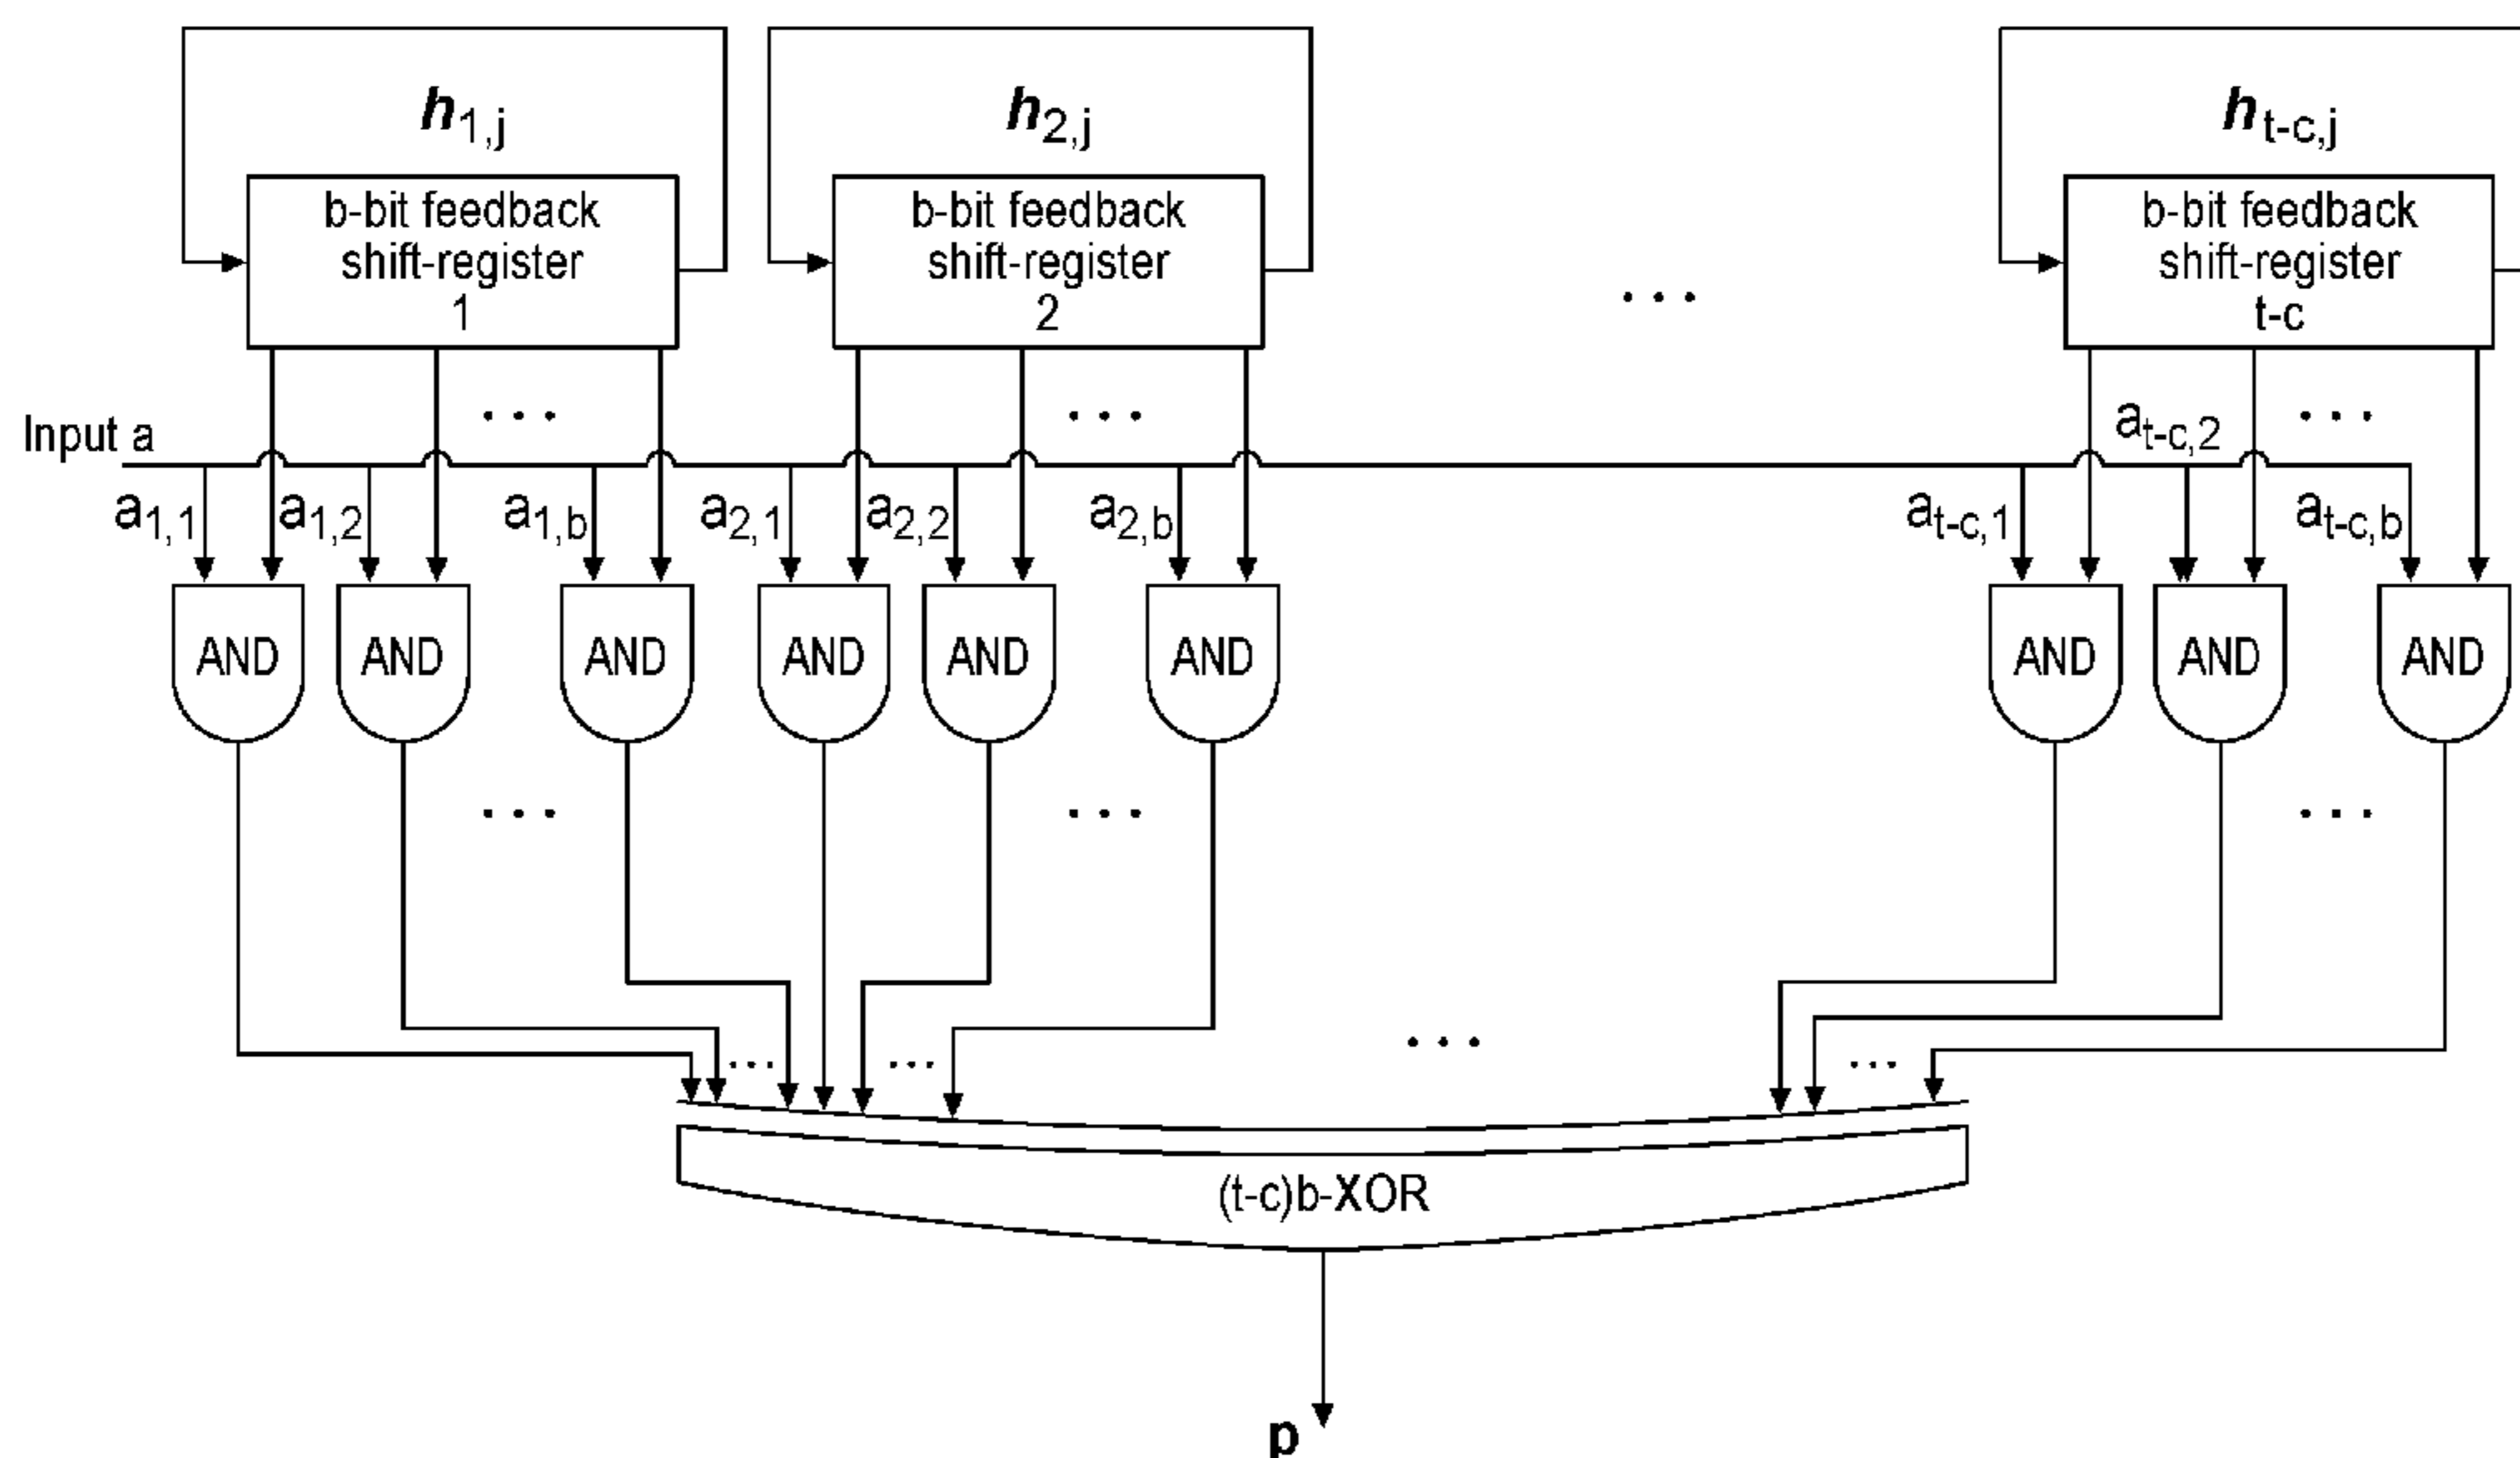 h1,j
h2,j
ht-c,j
b-bit feedback
shift-register
1
b-bit feedback
shift-register
2
...
b-bit feedback
shift-register
t-c
...
...
...
Input a
at-c,2
a1,1
a1,2
a1,b
a2,1
a2,2
a2,b
at-c,1
at-c,b
AND
AND
AND
AND
AND
AND
AND
AND
AND
...
...
...
...
...
...
...
(t-c)b-XOR
p